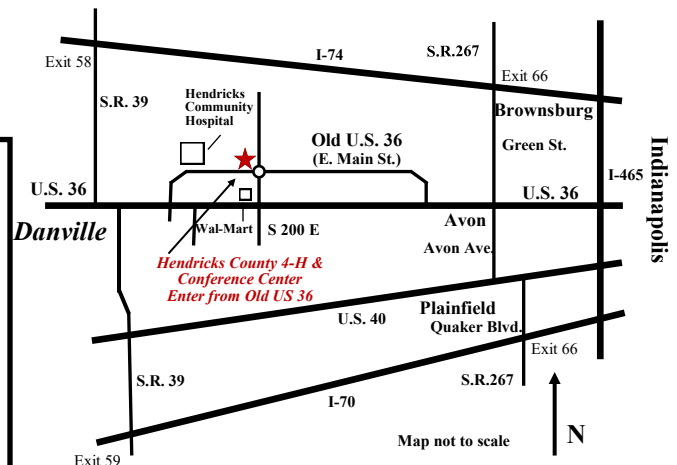 I-74
S.R.267
Exit 58
Exit 66
S.R. 39
Hendricks
Community
Hospital
Brownsburg
Old U.S. 36
(E. Main St.)
Green St.
Indianapolis
I-465
U.S. 36
U.S. 36
Danville
Wal-Mart
S 200 E
Avon
Avon Ave.
Hendricks County 4-H &
Conference Center
Enter from Old US 36
Plainfield
U.S. 40
Quaker Blvd.
Exit 66
S.R. 39
S.R.267
I-70
Map not to scale
N
Exit 59